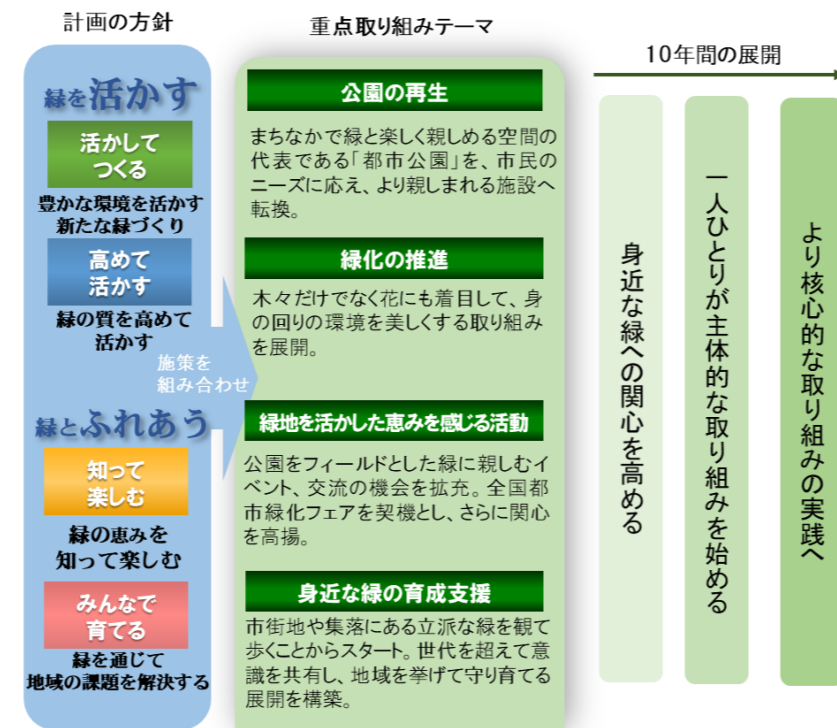 計画の方針
緑を活かす
活かして
つくる
豊かな環境を活かす
新たな緑づくり
高めて
活かす
緑の質を高めて
活かす
施策を
組み合わせ
緑とふれあう
知って
楽しむ
緑の恵みを
知って楽しむ
みんなで
育てる
緑を通じて
地域の課題を解決する
重点取り組みテーマ
公園の再生
まちなかで緑と楽しく親しめる空間の
代表である「都市公園」を、市民の
ニーズに応え、より親しまれる施設へ
転換。
緑化の推進
木々だけでなく花にも着目して、身
の回りの環境を美しくする取り組み
を展開。
緑地を活かした恵みを感じる活動
公園をフィールドとした緑に親しむイ
ベント、交流の機会を拡充。全国都
市緑化フェアを契機とし、さらに関心
を高揚。
身近な緑の育成支援
市街地や集落にある立派な緑を観て
歩くことからスタート。世代を超えて意
識を共有し、地域を挙げて守り育てる
展開を構築。
10年間の展開
身近な緑への関心を高める
一人ひとりが主体的な取り組みを始める
より核心的な取り組みの実践へ